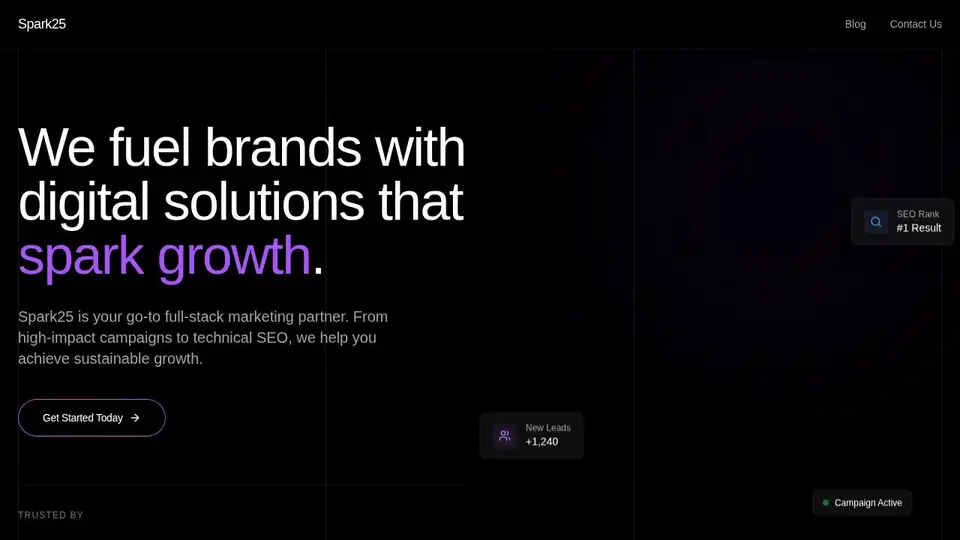 Spark25
Blog
Contact Us
We fuel brands with
digital solutions that
spark growth.
Spark25 is your go-to full-stack marketing partner. From
high-impact campaigns to technical SEO, we help you
achieve sustainable growth.
Get Started Today
SEO Rank
#1 Result
New Leads
+1,240
Campaign Active
TRUSTED BY